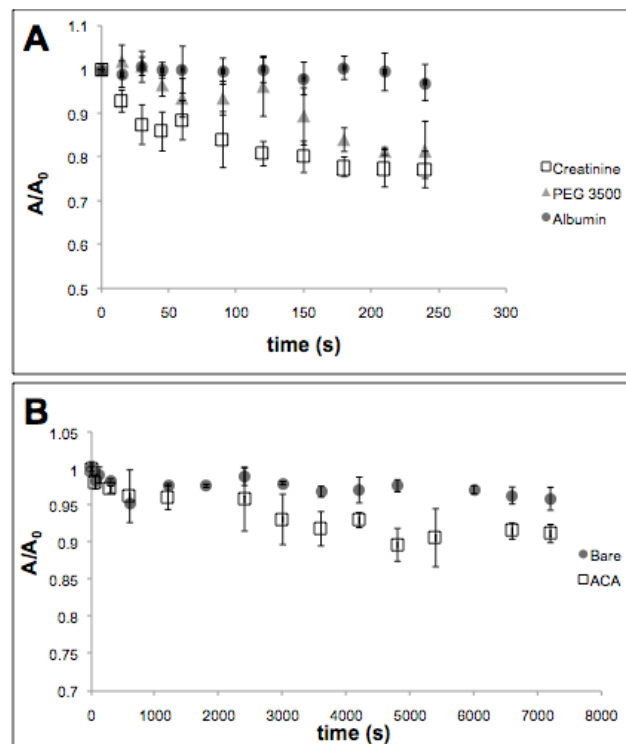 A
1.1
1
0.9
0.8
0.7
0.6
0.5
A/A0
0 50 100 150 200 250 300
time (s)
Creatinine
PEG 3500
Albumin
B
1.05
1
0.95
0.9
0.85
0.8
0.75
0.7
A/A0
0 1000 2000 3000 4000 5000 6000 7000 8000
time (s)
Bare
ACA